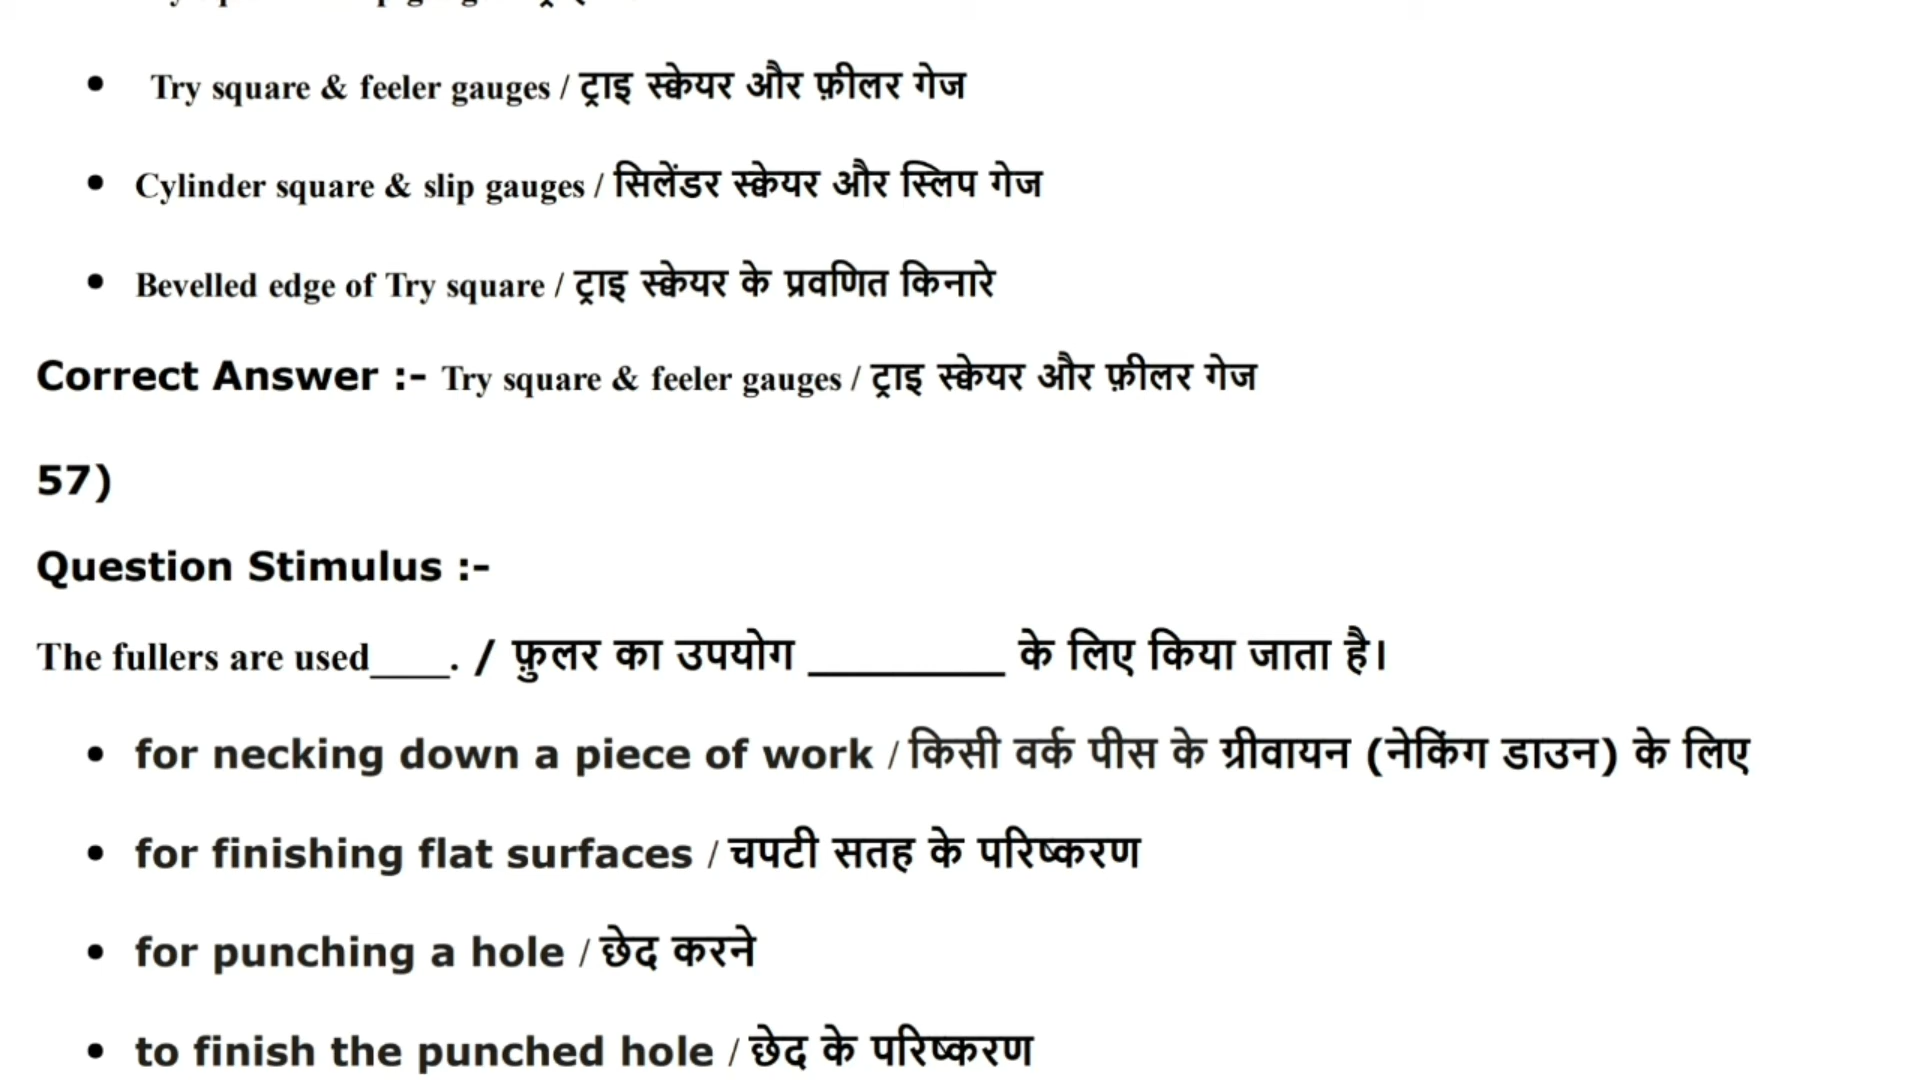 • Try square & feeler gauges / ट्राइ स्क्वेयर और फ़ीलर गेज
• Cylinder square & slip gauges / सिलेंडर स्क्वेयर और स्लिप गेज
• Bevelled edge of Try square / ट्राइ स्क्वेयर के प्रवणित किनारे
Correct Answer :- Try square & feeler gauges / ट्राइ स्क्वेयर और फ़ीलर गेज
57)
Question Stimulus :-
The fullers are used____. / फ़ुलर का उपयोग _________ के लिए किया जाता है।
• for necking down a piece of work / किसी वर्क पीस के ग्रीवायन (नेकिंग डाउन) के लिए
• for finishing flat surfaces / चपटी सतह के परिष्करण
• for punching a hole / छेद करने
• to finish the punched hole / छेद के परिष्करण